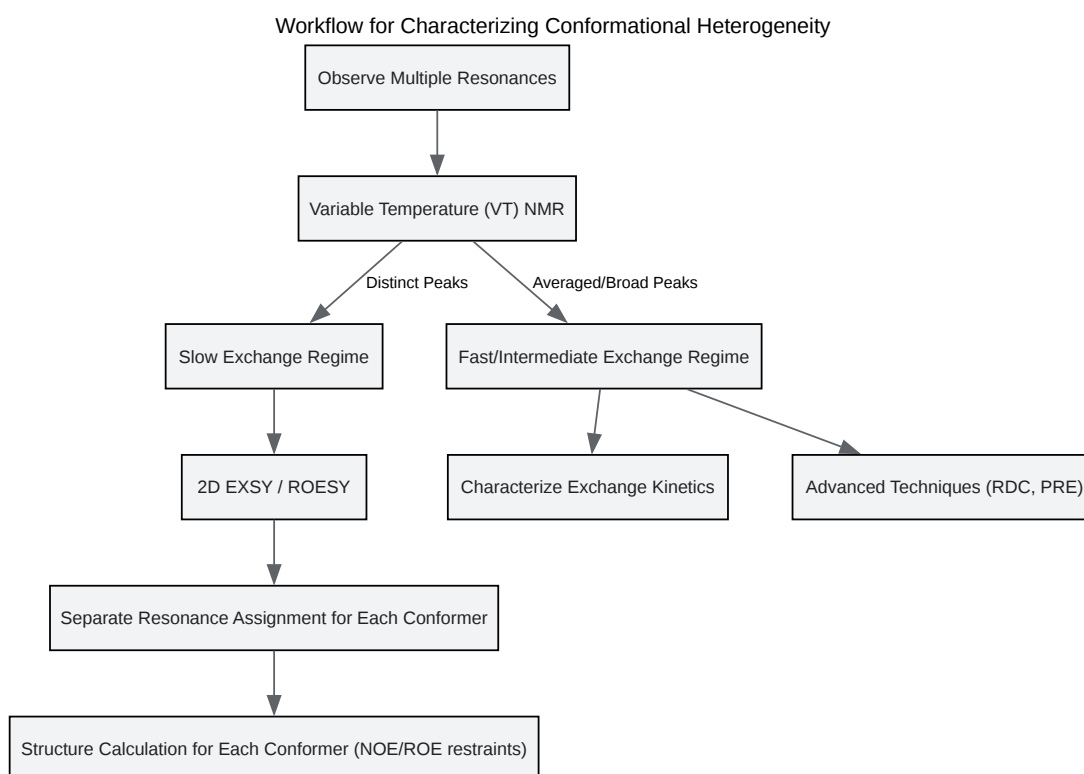 Workflow for Characterizing Conformational Heterogeneity
Observe Multiple Resonances
Variable Temperature (VT) NMR
Distinct Peaks
Averaged/Broad Peaks
Slow Exchange Regime
Fast/Intermediate Exchange Regime
2D EXSY / ROESY
Characterize Exchange Kinetics
Advanced Techniques (RDC, PRE)
Separate Resonance Assignment for Each Conformer
Structure Calculation for Each Conformer (NOE/ROE restraints)